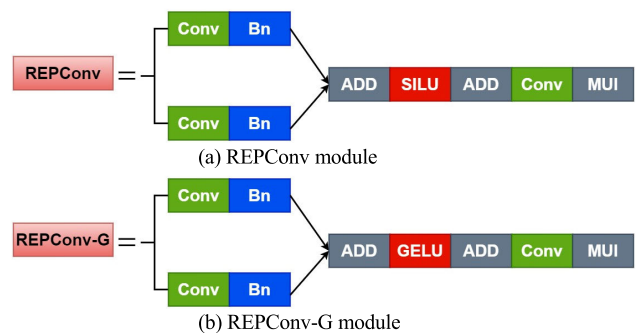 Conv Bn
REPConv =
ADD SILU ADD Conv MUI
Conv Bn
(a) REPConv module
Conv Bn
REPConv-G =
ADD GELU ADD Conv MUI
Conv Bn
(b) REPConv-G module